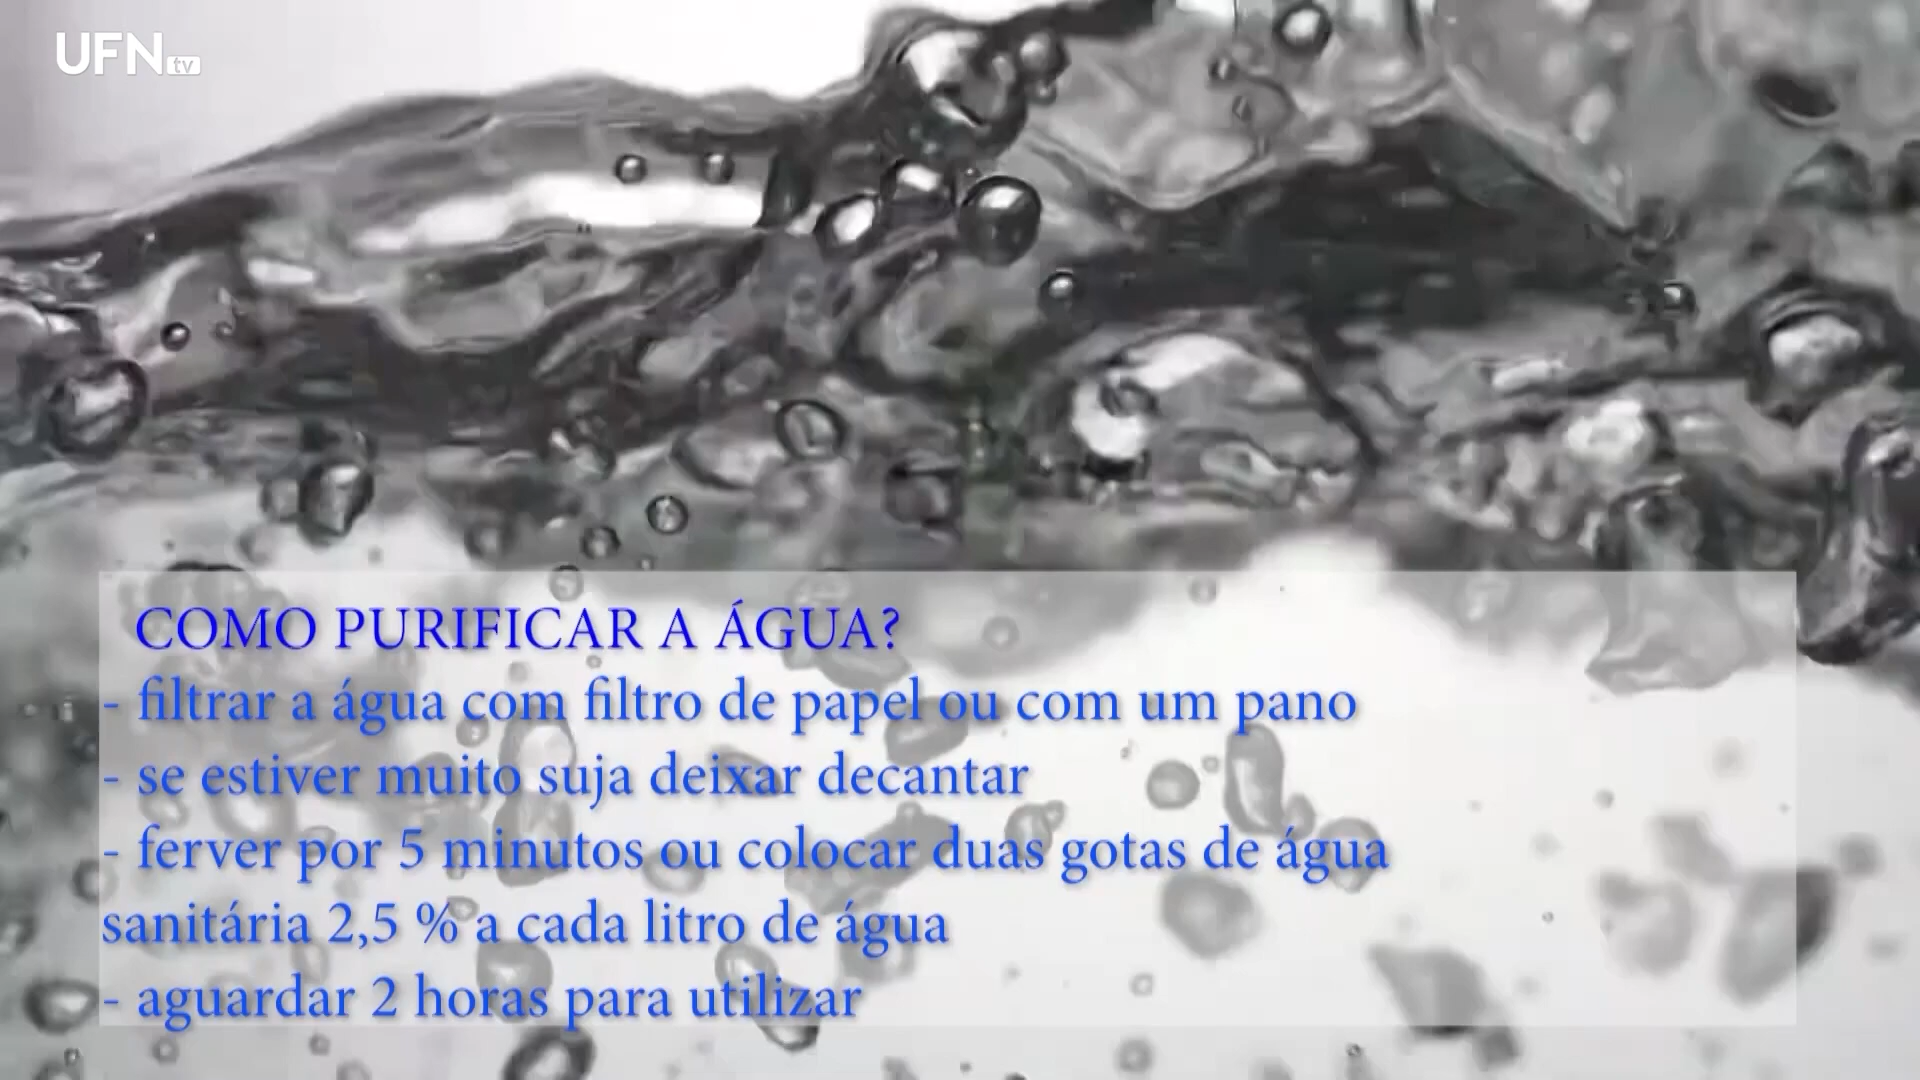 UFN tv
COMO PURIFICAR A ÁGUA?
- filtrar a água com filtro de papel ou com um pano
- se estiver muito suja deixar decantar
- ferver por 5 minutos ou colocar duas gotas de água
sanitária 2,5 % a cada litro de água
- aguardar 2 horas para utilizar